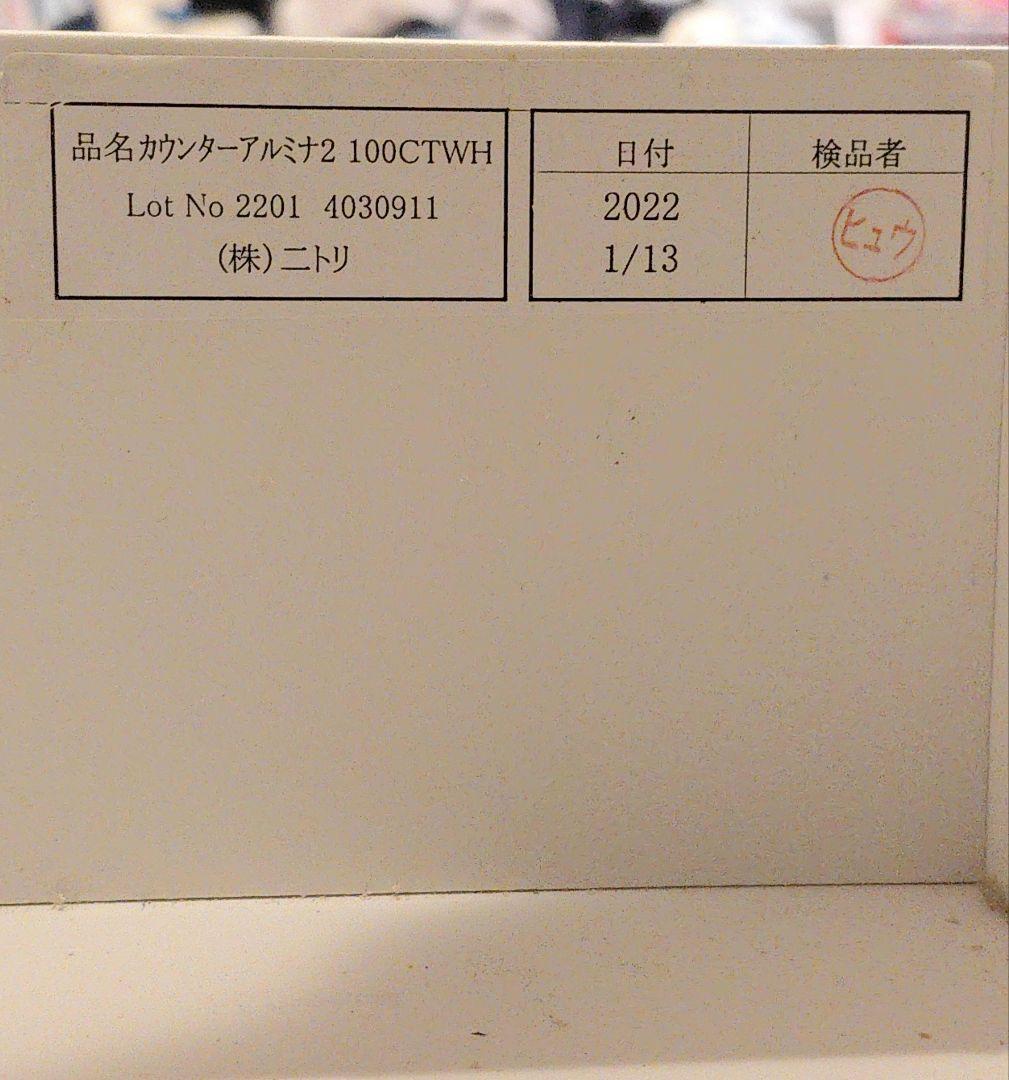 品名カウンターアルミナ2 100CTWH
Lot No 2201 4030911
(株)ニトリ
日付 検品者
2022
1/13
ヒュウ